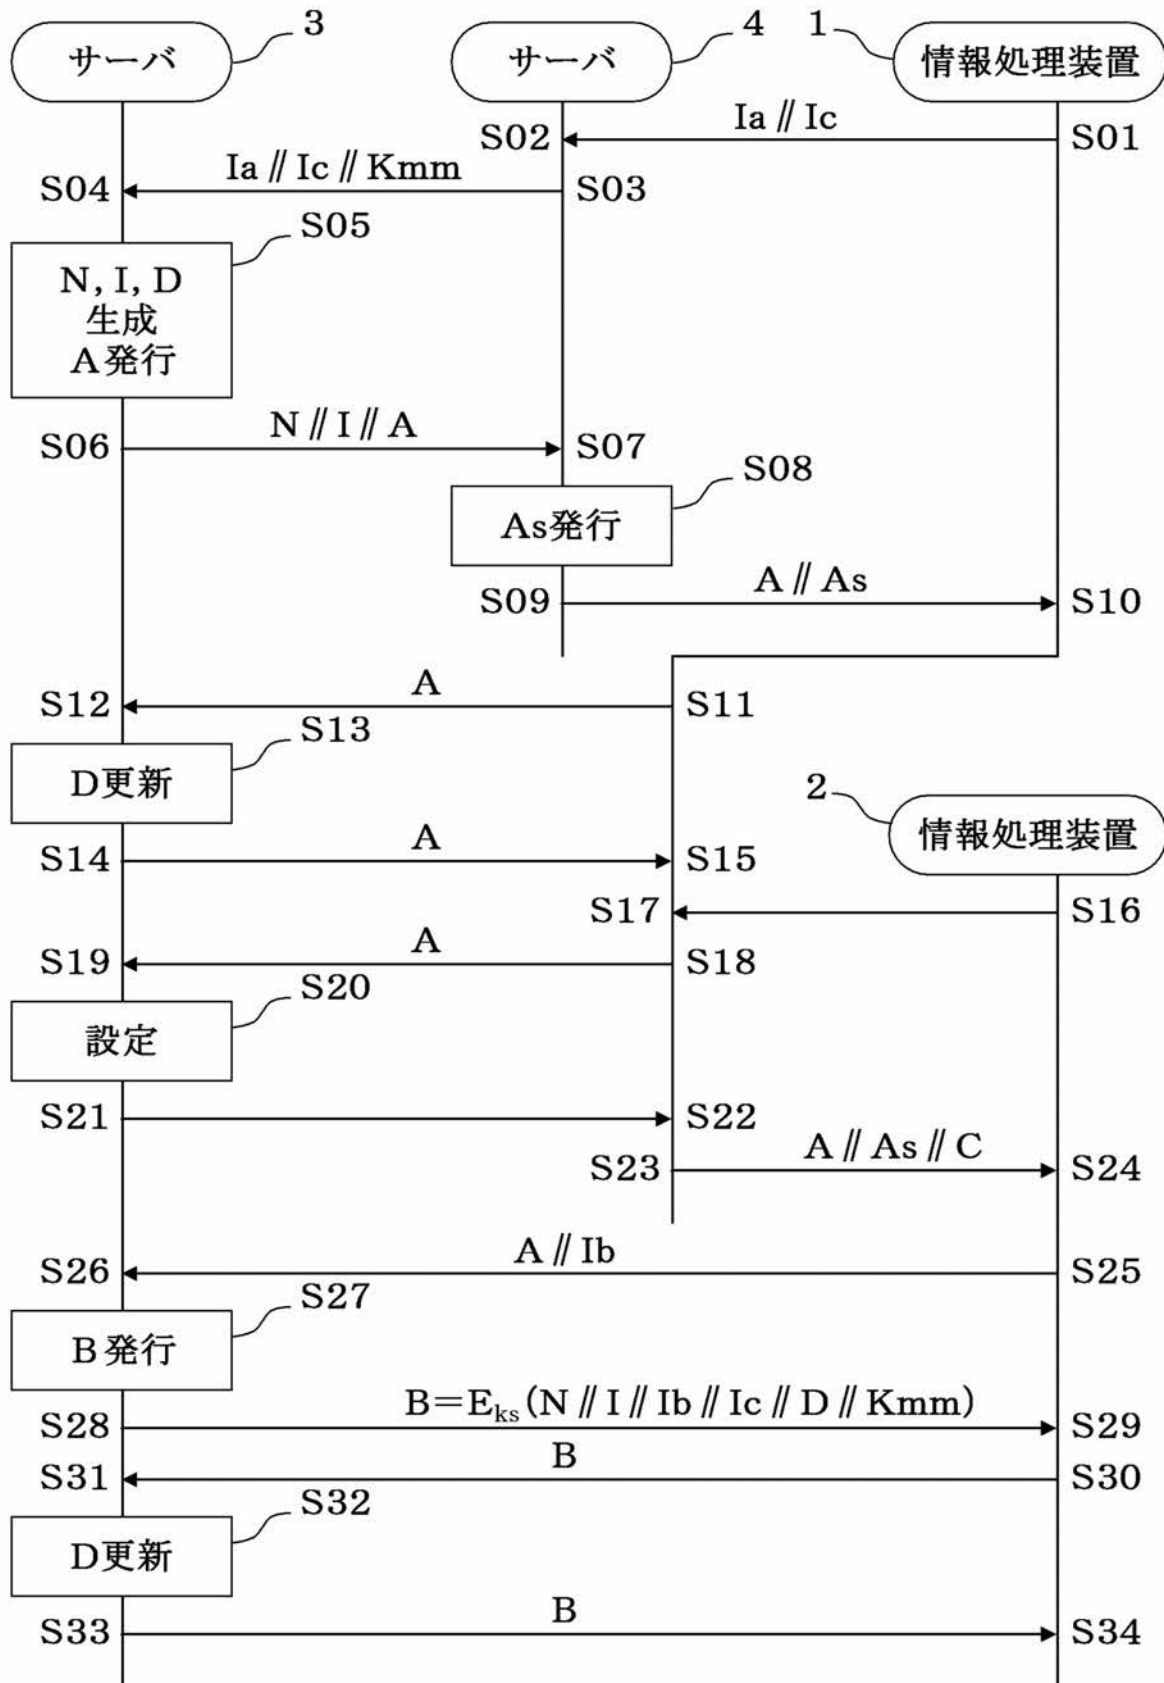 サーバ 3 サーバ 4 1 情報処理装置
S02 Ia∥Ic S01
S04 Ia∥Ic∥Kmm S03
S05
N, I, D
生成
A発行
S06 N∥I∥A S07
S08
As発行
S09 A∥As S10
S12 A S11
S13
D更新
2
情報処理装置
S14 A S15
S17 S16
S19 A S18
S20
設定
S21 S22
S23 A∥As∥C S24
S26 A∥Ib S25
S27
B発行
S28 B=Eks(N∥I∥Ib∥Ic∥D∥Kmm) S29
S31 B S30
S32
D更新
S33 B S34